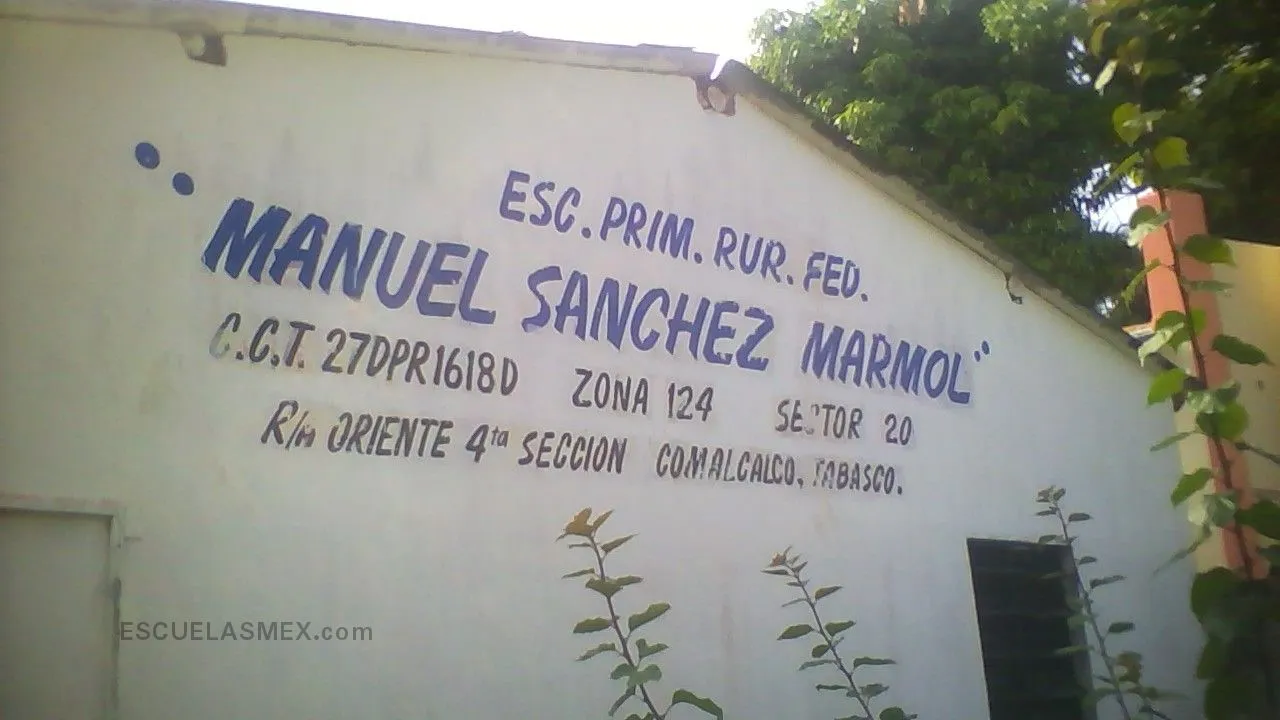 ESC. PRIM. RUR. FED.
"MANUEL SANCHEZ MARMOL"
C.C.T. 27DPR1618D ZONA 124 SECTOR 20
R/A ORIENTE 4ta SECCION COMALCALCO, TABASCO.
ESCUELASMEX.com